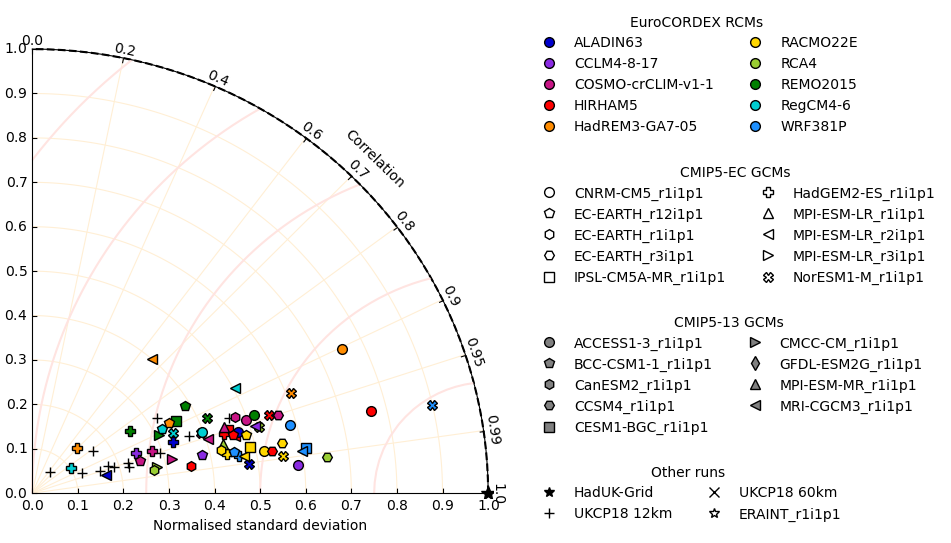 0.0
0.2
0.4
0.6
Correlation
0.7
0.8
0.9
0.95
0.99
1.0
1.0
0.9
0.8
0.7
0.6
0.5
0.4
0.3
0.2
0.1
0.0
0.0 0.1 0.2 0.3 0.4 0.5 0.6 0.7 0.8 0.9 1.0
Normalised standard deviation
EuroCORDEX RCMs
ALADIN63 RACMO22E
CCLM4-8-17 RCA4
COSMO-crCLIM-v1-1 REMO2015
HIRHAM5 RegCM4-6
HadREM3-GA7-05 WRF381P
CMIP5-EC GCMs
CNRM-CM5_r1i1p1 HadGEM2-ES_r1i1p1
EC-EARTH_r12i1p1 MPI-ESM-LR_r1i1p1
EC-EARTH_r1i1p1 MPI-ESM-LR_r2i1p1
EC-EARTH_r3i1p1 MPI-ESM-LR_r3i1p1
IPSL-CM5A-MR_r1i1p1 NorESM1-M_r1i1p1
CMIP5-13 GCMs
ACCESS1-3_r1i1p1 CMCC-CM_r1i1p1
BCC-CSM1-1_r1i1p1 GFDL-ESM2G_r1i1p1
CanESM2_r1i1p1 MPI-ESM-MR_r1i1p1
CCSM4_r1i1p1 MRI-CGCM3_r1i1p1
CESM1-BGC_r1i1p1
Other runs
HadUK-Grid UKCP18 60km
UKCP18 12km ERAINT_r1i1p1